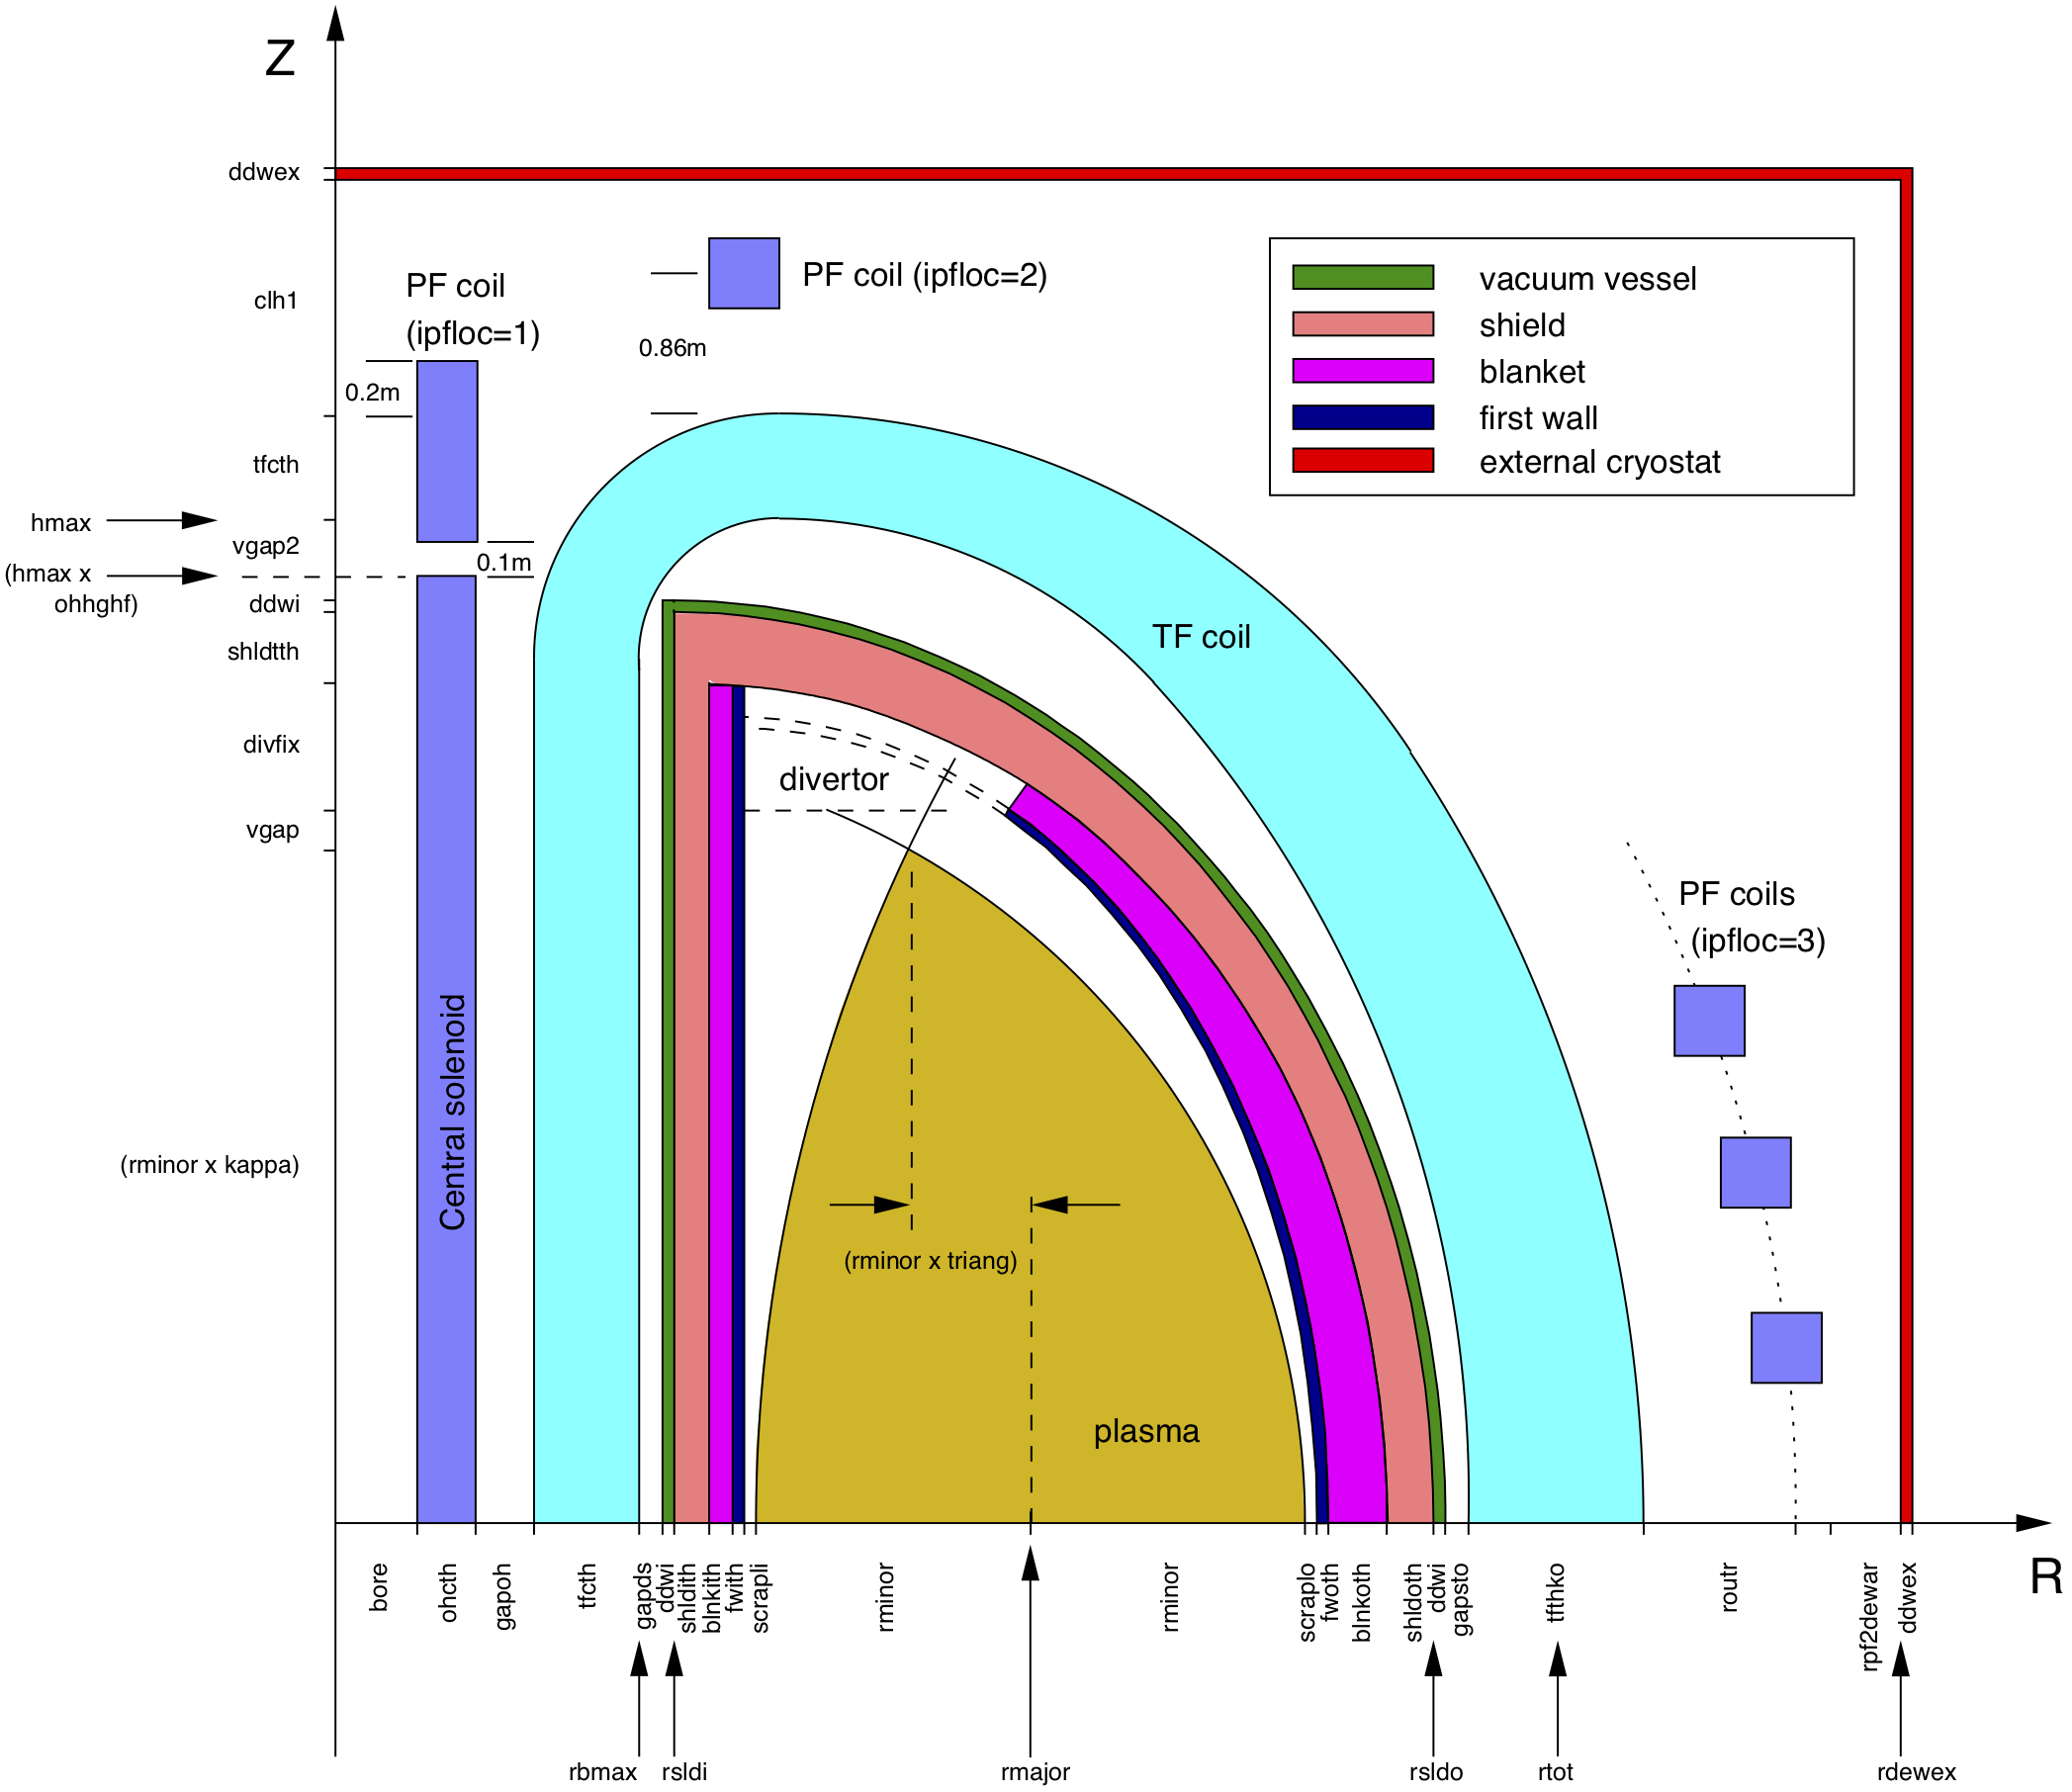 Z
ddwex
clh1
tfcth
hmax
vgap2
(hmax x
ohhghf)
ddwi
shldtth
divfix
vgap
(rminor x kappa)
PF coil
(ipfloc=1)
0.2m
0.1m
PF coil (ipfloc=2)
0.86m
vacuum vessel
shield
blanket
first wall
external cryostat
TF coil
divertor
PF coils
(ipfloc=3)
Central solenoid
(rminor x triang)
plasma
R
bore
ohcth
gapoh
tfcth
gapds
ddwi
shldith
blnkith
fwith
scrapli
rminor
rminor
scraplo
fwoth
blnkoth
shldoth
ddwi
gapsto
tfthko
routr
rpf2dewar
ddwex
rbmax
rsldi
rmajor
rsldo
rtot
rdewex